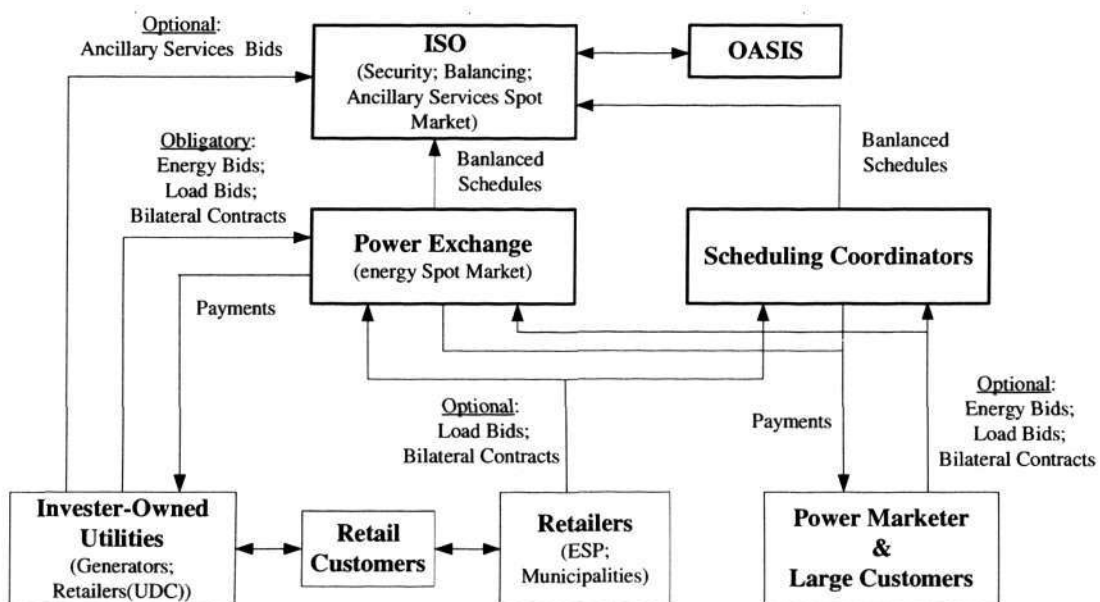 Optional:
Ancillary Services Bids
ISO
(Security; Balancing;
Ancillary Services Spot
Market)
OASIS
Obligatory:
Energy Bids;
Load Bids;
Bilateral Contracts
Banlanced
Schedules
Banlanced
Schedules
Power Exchange
(energy Spot Market)
Scheduling Coordinators
Payments
Optional:
Load Bids;
Bilateral Contracts
Payments
Optional:
Energy Bids;
Load Bids;
Bilateral Contracts
Invester-Owned
Utilities
(Generators;
Retailers(UDC))
Retail
Customers
Retailers
(ESP;
Municipalities)
Power Marketer
&
Large Customers